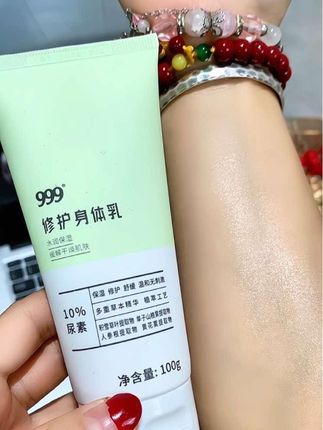 999®
修护身体乳
水润保湿
缓解干燥肌肤
10%
尿素
保湿 修护 舒缓 温和无刺激
多重草本精华 植萃工艺
积雪草叶提取物 牟子山粮果提取物
人参根提取物 黄花蒿提取物
净含量: 100g